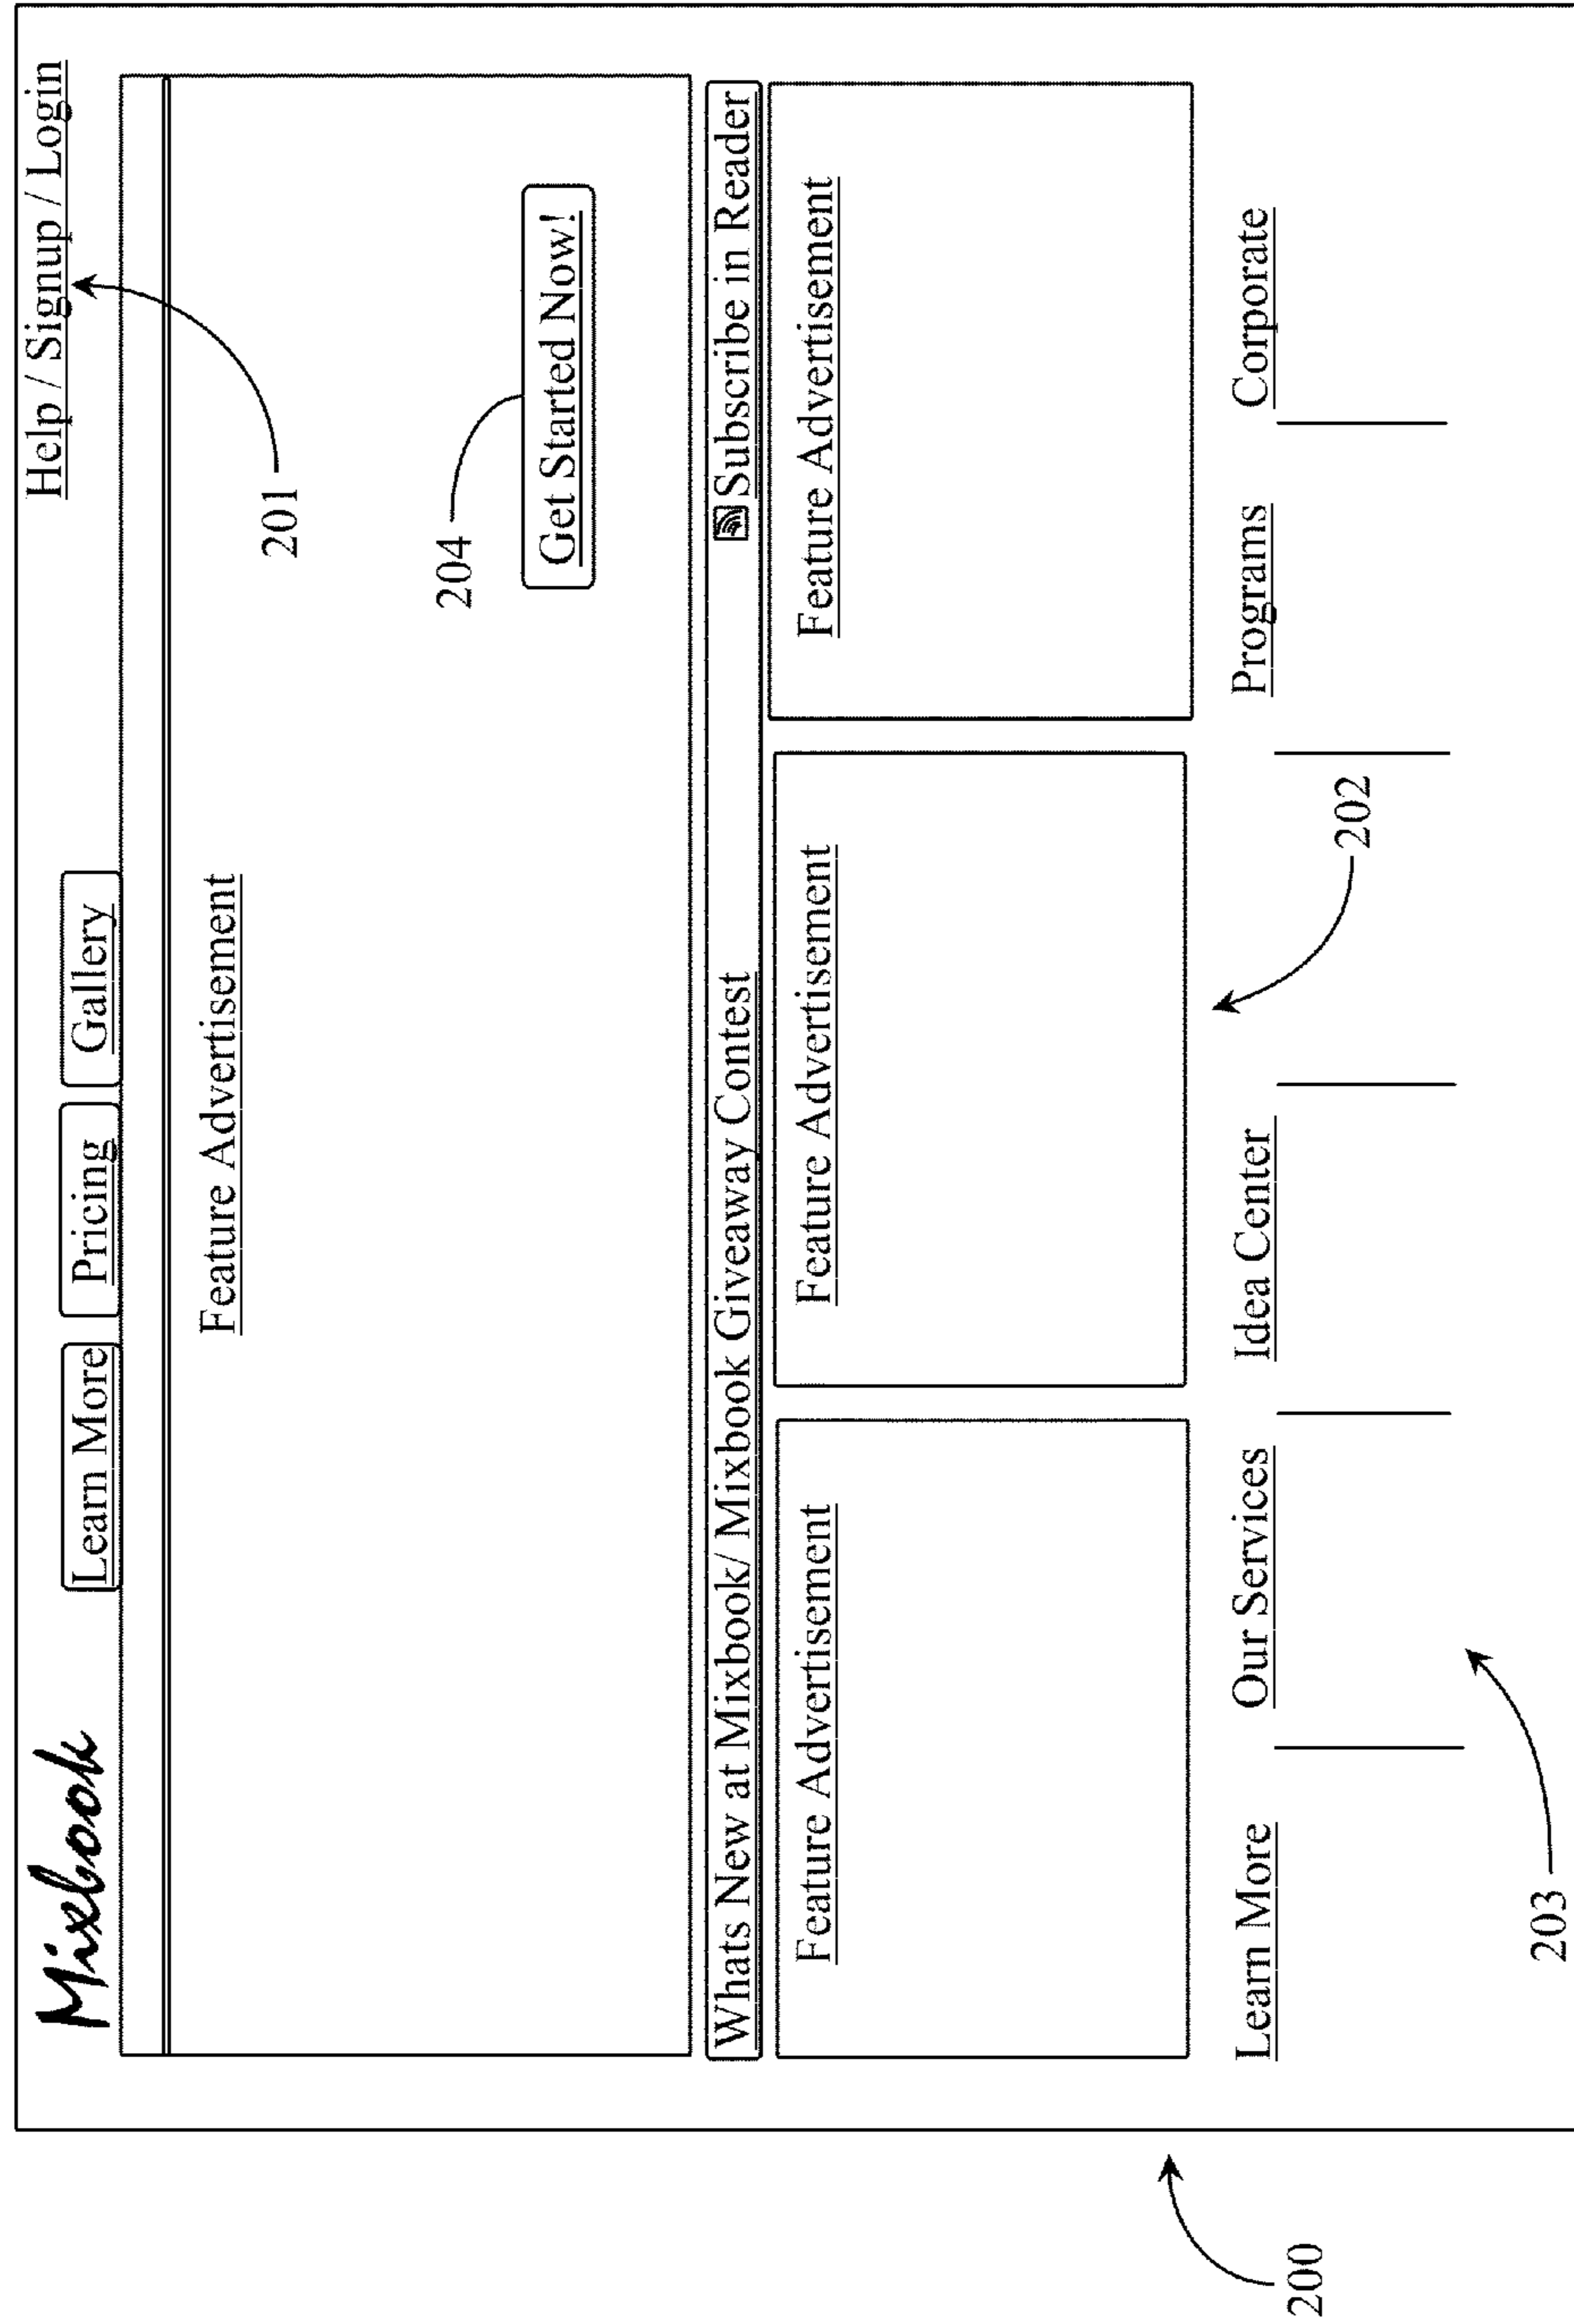 Help / Signup / Login
Mixbook
Learn More
Pricing
Gallery
201
Feature Advertisement
204
Get Started Now!
Whats New at Mixbook/ Mixbook Giveaway Contest
Subscribe in Reader
Feature Advertisement
Feature Advertisement
Feature Advertisement
200
Learn More
Our Services
Idea Center
Programs
Corporate
202
203